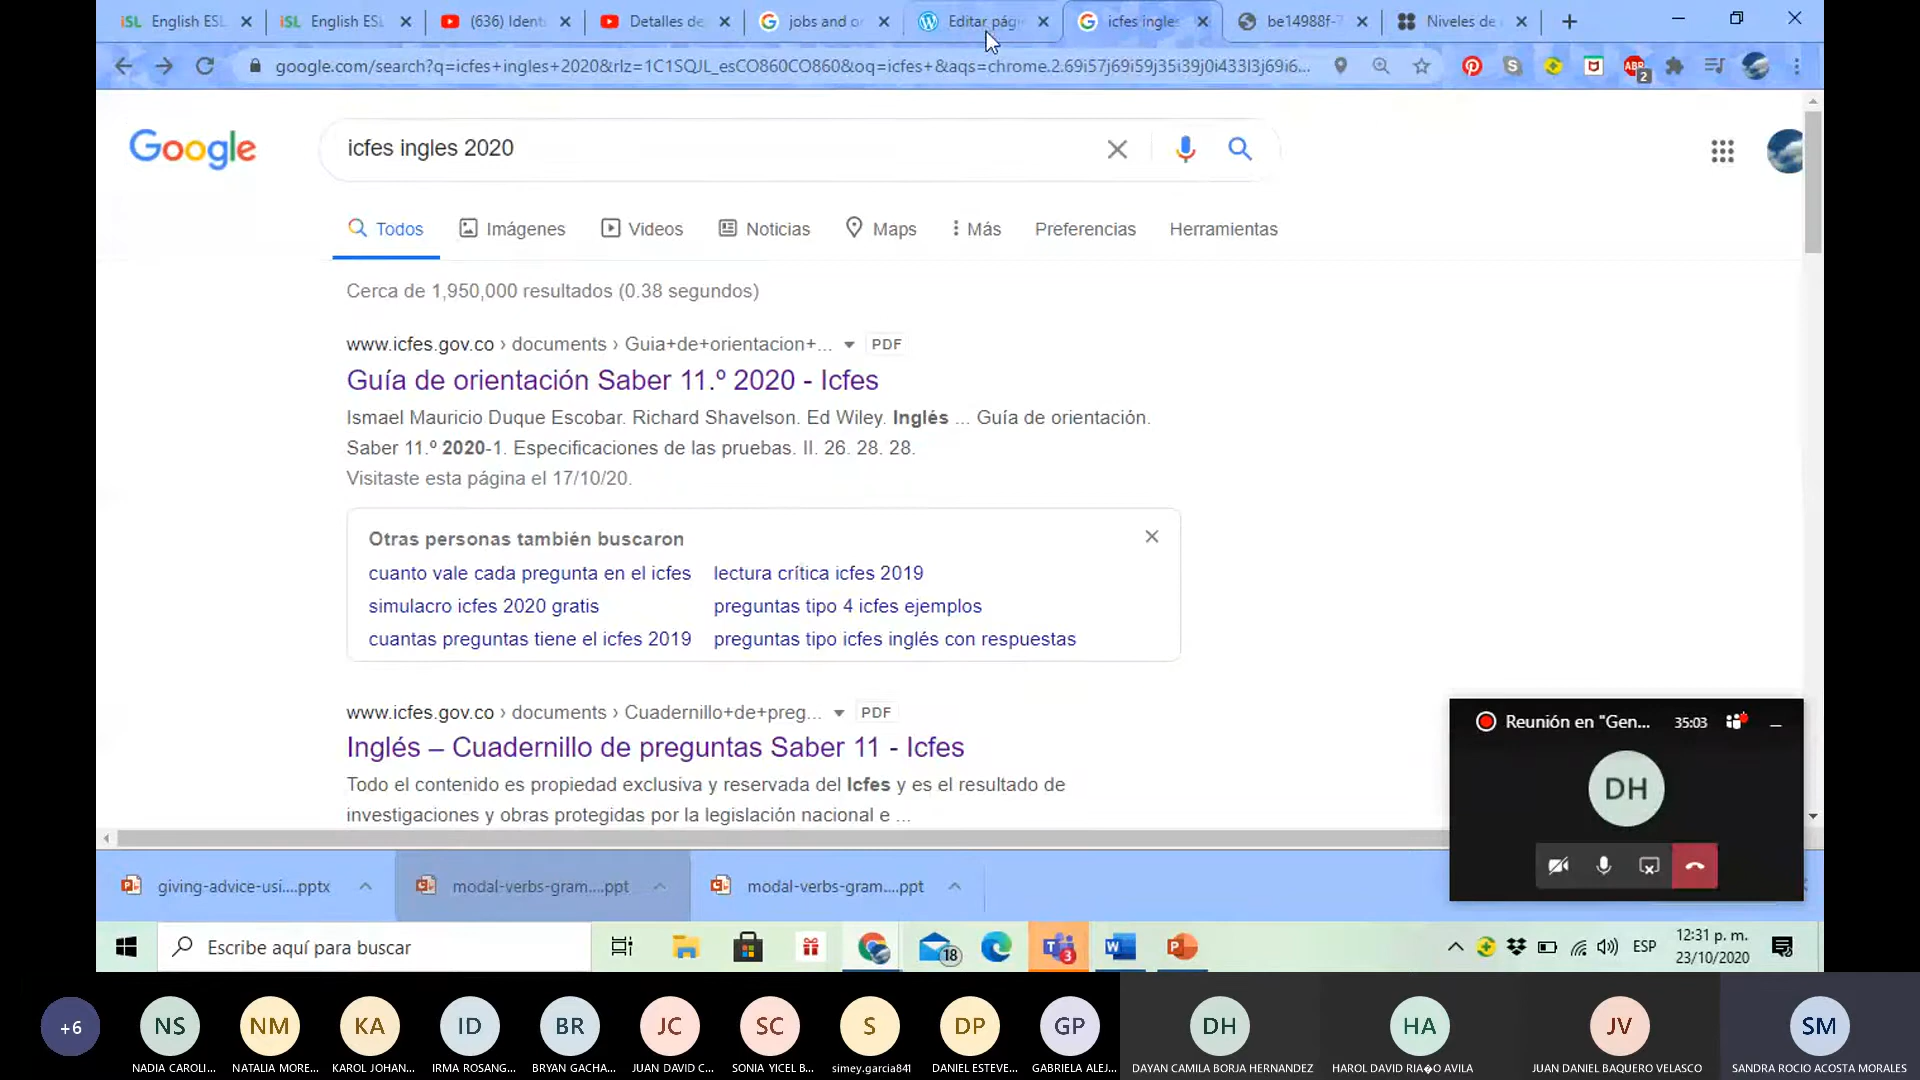 English ESL
English ESL
(636) Ident
Detalles de
jobs and o
Editar pági
icfes ingles
be14988f-7
Niveles de
google.com/search?q=icfes+ingles+2020&rlz=1C1SQJL_esCO860CO860&oq=icfes+&aqs=chrome.2.69i57j69i59j35i39j0i433l3j69i6...
2
Google
icfes ingles 2020
Todos
Imágenes
Videos
Noticias
Maps
Más
Preferencias
Herramientas
Cerca de 1,950,000 resultados (0.38 segundos)
www.icfes.gov.co › documents › Guia+de+orientacion+... PDF
Guía de orientación Saber 11.º 2020 - Icfes
Ismael Mauricio Duque Escobar. Richard Shavelson. Ed Wiley. Inglés ... Guía de orientación.
Saber 11.º 2020-1. Especificaciones de las pruebas. II. 26. 28. 28.
Visitaste esta página el 17/10/20.
Otras personas también buscaron
cuanto vale cada pregunta en el icfes
lectura crítica icfes 2019
simulacro icfes 2020 gratis
preguntas tipo 4 icfes ejemplos
cuantas preguntas tiene el icfes 2019
preguntas tipo icfes inglés con respuestas
www.icfes.gov.co › documents › Cuadernillo+de+preg... PDF
Inglés – Cuadernillo de preguntas Saber 11 - Icfes
Todo el contenido es propiedad exclusiva y reservada del Icfes y es el resultado de
investigaciones y obras protegidas por la legislación nacional e ...
Reunión en "Gen...
35:03
DH
giving-advice-usi....pptx
modal-verbs-gram....ppt
modal-verbs-gram....ppt
Escribe aquí para buscar
18
3
ESP
12:31 p. m.
23/10/2020
+6
NS
NM
KA
ID
BR
JC
SC
S
DP
GP
DH
HA
JV
SM
NADIA CAROLI...
NATALIA MORE...
KAROL JOHAN...
IRMA ROSANG...
BRYAN GACHA...
JUAN DAVID C...
SONIA YICEL B...
simey.garcia841
DANIEL ESTEVE...
GABRIELA ALEJ...
DAYAN CAMILA BORJA HERNANDEZ
HAROL DAVID RIA�O AVILA
JUAN DANIEL BAQUERO VELASCO
SANDRA ROCIO ACOSTA MORALES